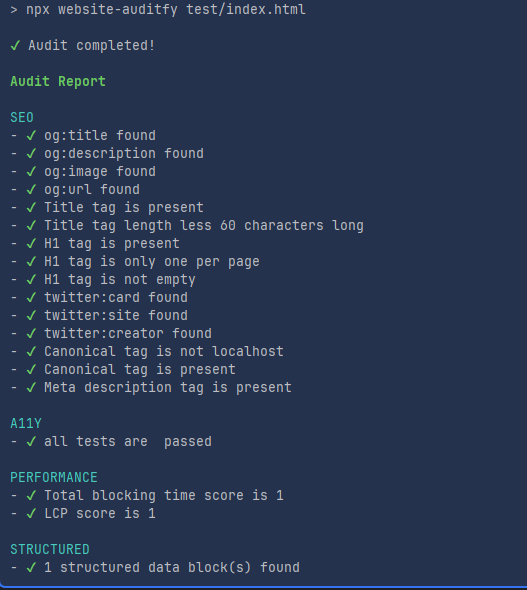 > npx website-auditfy test/index.html
✓ Audit completed!
Audit Report
SEO
- ✓ og:title found
- ✓ og:description found
- ✓ og:image found
- ✓ og:url found
- ✓ Title tag is present
- ✓ Title tag length less 60 characters long
- ✓ H1 tag is present
- ✓ H1 tag is only one per page
- ✓ H1 tag is not empty
- ✓ twitter:card found
- ✓ twitter:site found
- ✓ twitter:creator found
- ✓ Canonical tag is not localhost
- ✓ Canonical tag is present
- ✓ Meta description tag is present
A11Y
- ✓ all tests are  passed
PERFORMANCE
- ✓ Total blocking time score is 1
- ✓ LCP score is 1
STRUCTURED
- ✓ 1 structured data block(s) found